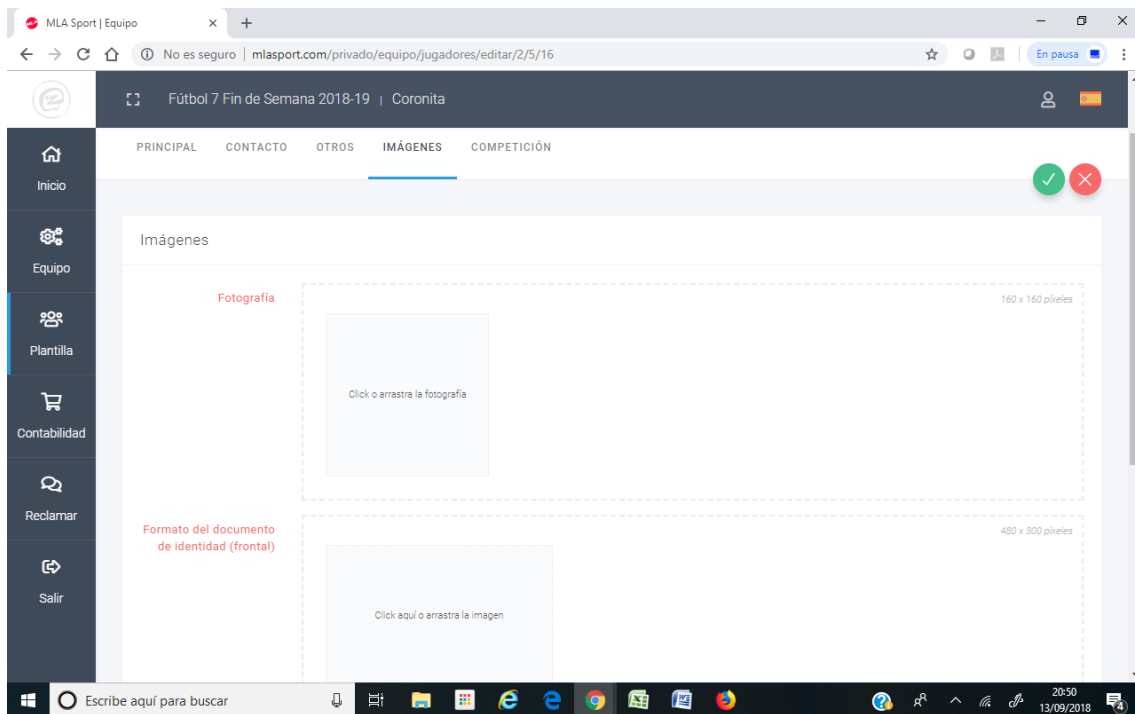 MLA Sport | Equipo
No es seguro | mlasport.com/privado/equipo/jugadores/editar/2/5/16
En pausa
Fútbol 7 Fin de Semana 2018-19 | Coronita
PRINCIPAL CONTACTO OTROS IMÁGENES COMPETICIÓN
Inicio
Equipo
Plantilla
Contabilidad
Reclamar
Salir
Imágenes
Fotografía
160 x 160 píxeles
Click o arrastra la fotografía
Formato del documento
de identidad (frontal)
480 x 300 píxeles
Click aquí o arrastra la imagen
Escribe aquí para buscar
20:50
13/09/2018
4